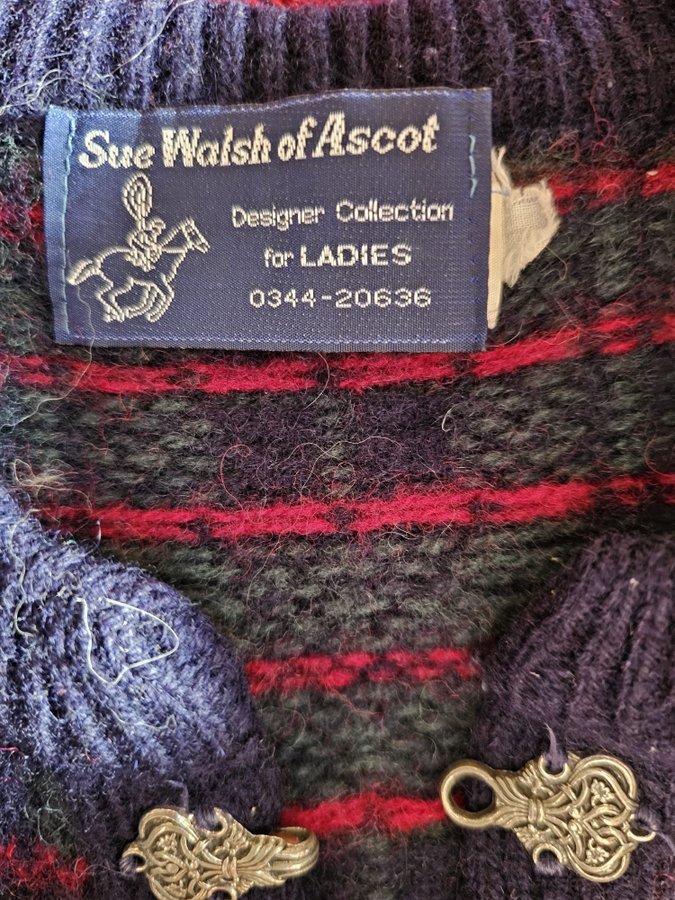 Sue Walsh of Ascot
Designer Collection
for LADIES
0344-20636